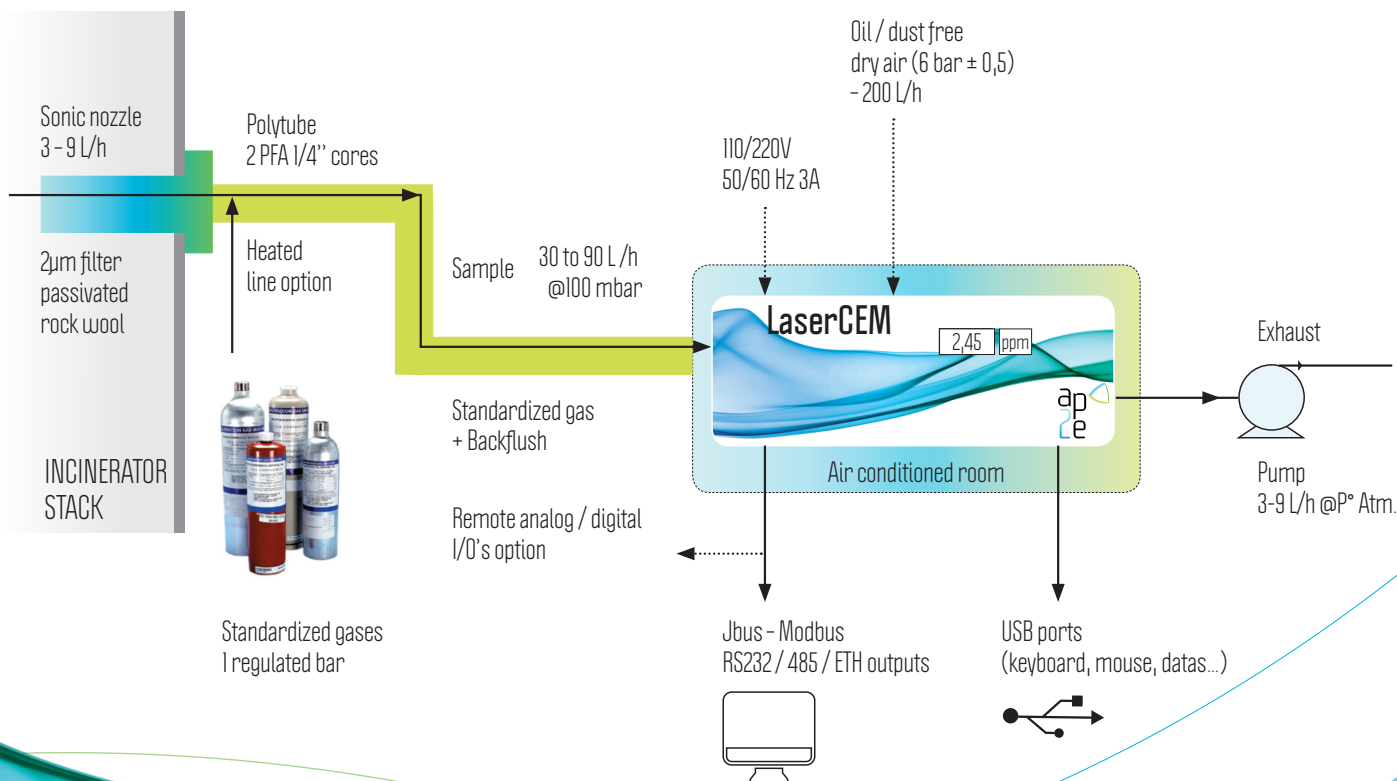 Oil / dust free
dry air (6 bar ± 0,5)
- 200 L/h
Sonic nozzle
3 - 9 L/h
Polytube
2 PFA 1/4'' cores
110/220V
50/60 Hz 3A
2µm filter
passivated
rock wool
Heated
line option
Sample
30 to 90 L /h
@100 mbar
LaserCEM
2,45 ppm
ap2e
Exhaust
Standardized gas
+ Backflush
Air conditioned room
INCINERATOR
STACK
Pump
3-9 L/h @P° Atm.
Remote analog / digital
I/O's option
Standardized gases
1 regulated bar
Jbus - Modbus
RS232 / 485 / ETH outputs
USB ports
(keyboard, mouse, datas...)